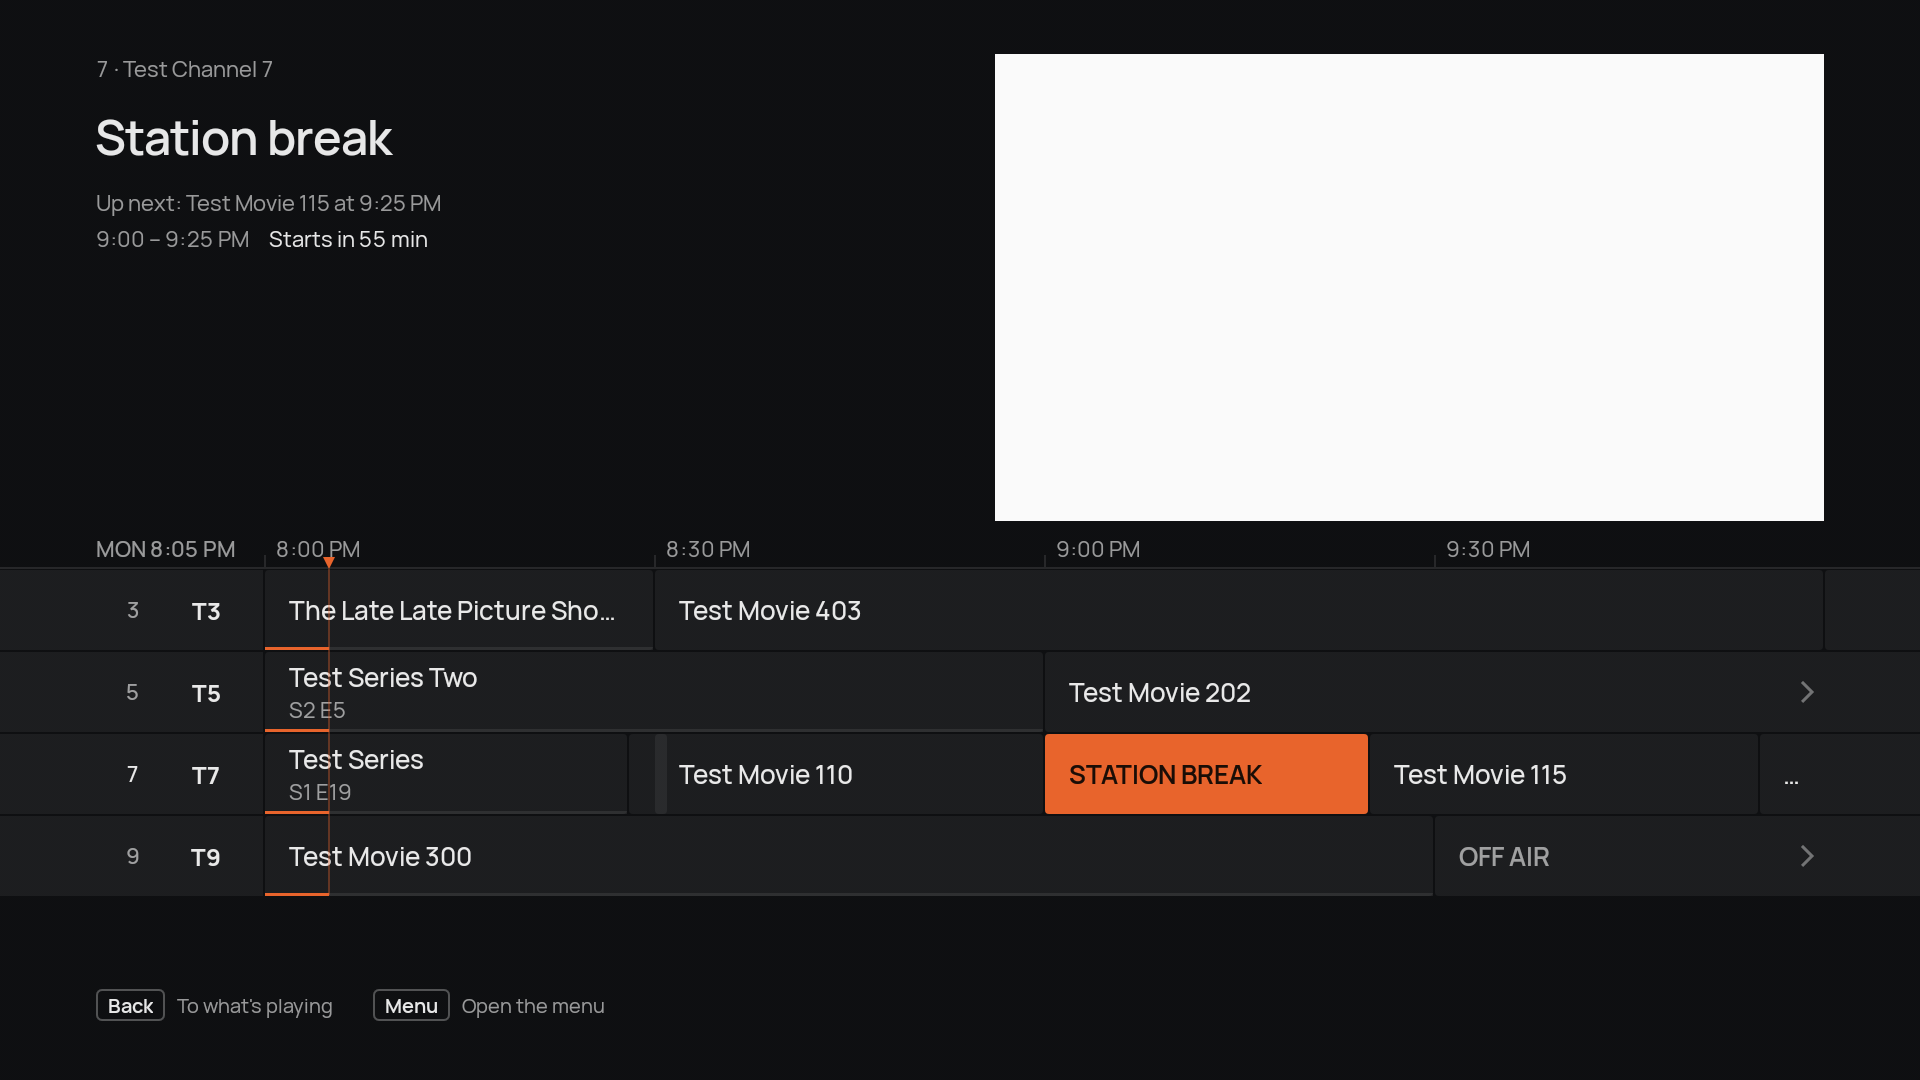 7 · Test Channel 7
Station break
Up next: Test Movie 115 at 9:25 PM
9:00 – 9:25 PM Starts in 55 min
MON 8:05 PM 8:00 PM 8:30 PM 9:00 PM 9:30 PM
3 T3 The Late Late Picture Sho... Test Movie 403
5 T5 Test Series Two
S2 E5
Test Movie 202
7 T7 Test Series
S1 E19
Test Movie 110 STATION BREAK Test Movie 115 ...
9 T9 Test Movie 300 OFF AIR
Back To what's playing Menu Open the menu